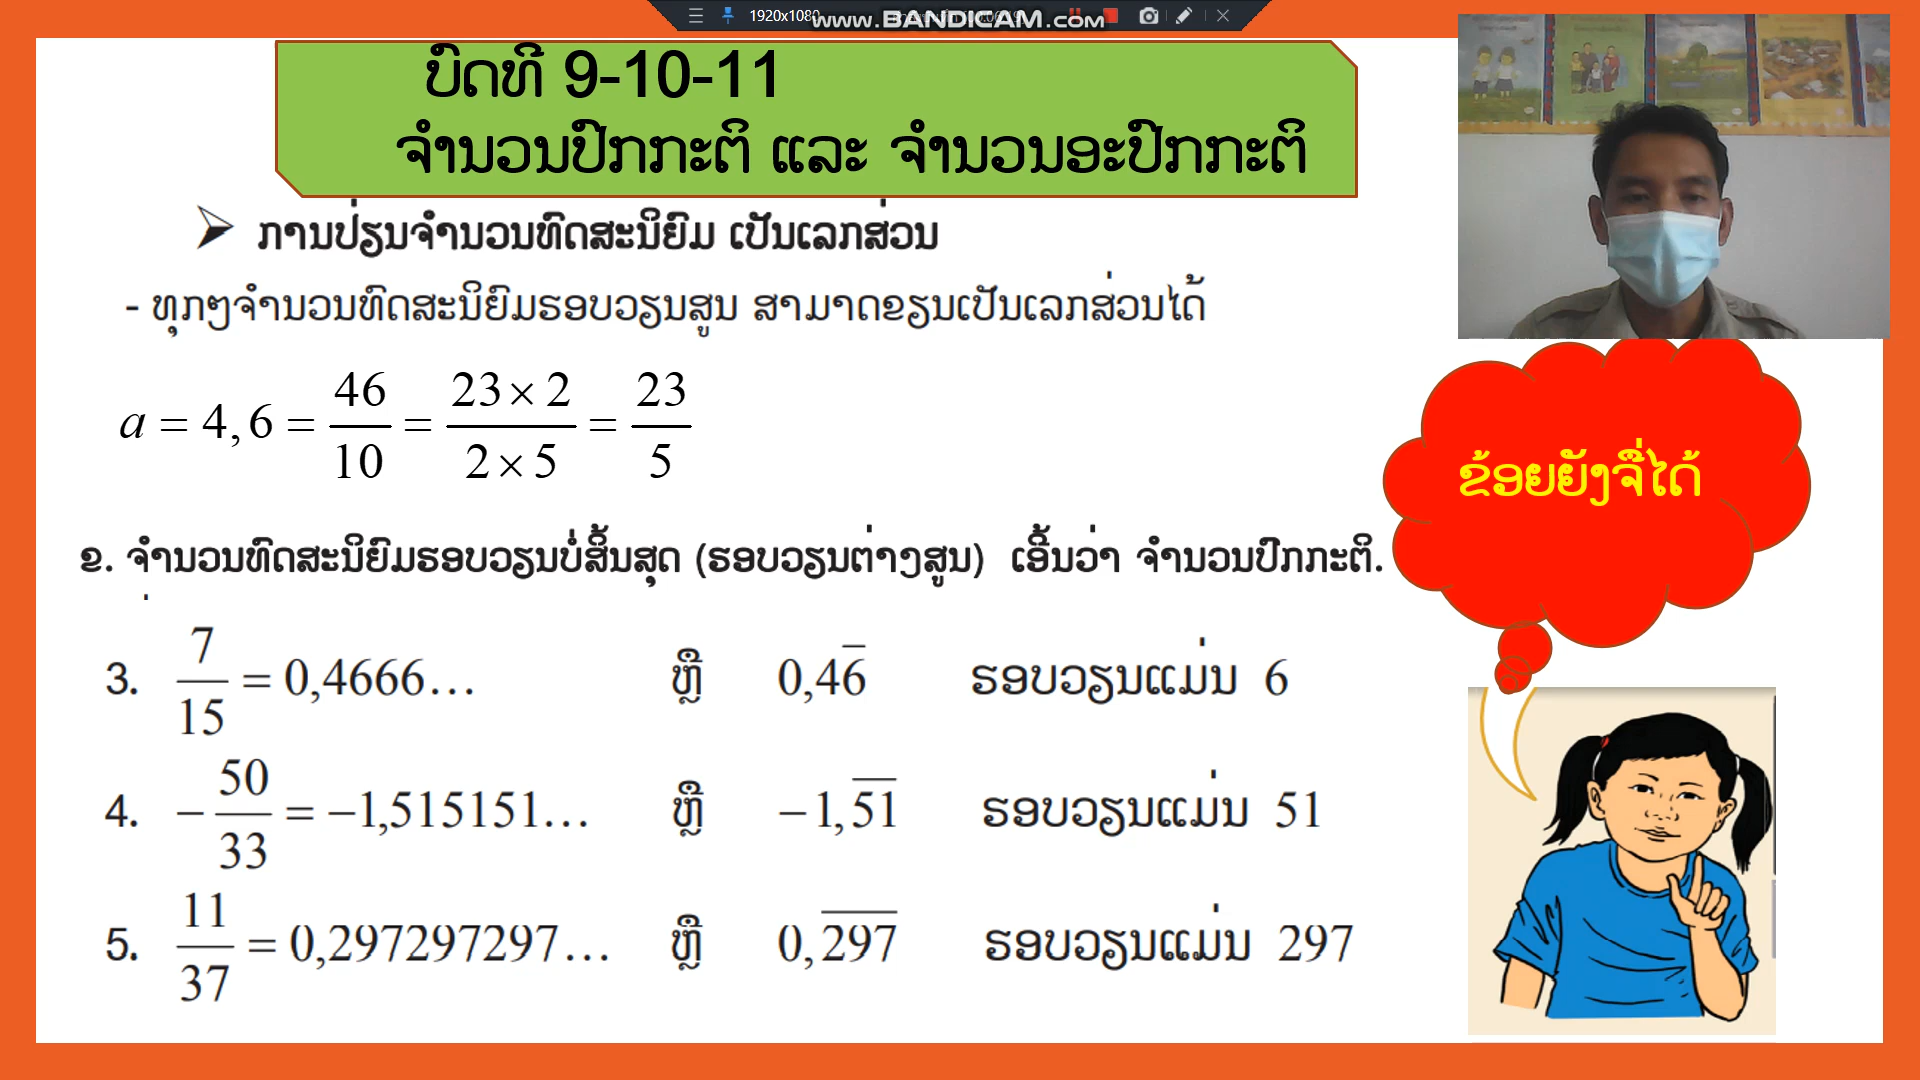 1920x1080
www.BANDICAM.com
ບົດທີ 9-10-11
ຈຳນວນປົກກະຕິ ແລະ ຈຳນວນອະປົກກະຕິ
➢ ການປ່ຽນຈຳນວນທົດສະນິຍົມ ເປັນເລກສ່ວນ
- ທຸກໆຈຳນວນທົດສະນິຍົມຮອບວຽນສູນ ສາມາດຂຽນເປັນເລກສ່ວນໄດ້
a = 4,6 = 46/10 = (23 × 2)/(2 × 5) = 23/5
ຂ້ອຍຍັງຈື່ໄດ້
ຂ. ຈຳນວນທົດສະນິຍົມຮອບວຽນບໍ່ສິ້ນສຸດ (ຮອບວຽນຕ່າງສູນ) ເອີ້ນວ່າ ຈຳນວນປົກກະຕິ.
3. 7/15 = 0,4666… ຫຼື 0,46̅ ຮອບວຽນແມ່ນ 6
4. −50/33 = −1,515151… ຫຼື −1,5̅1̅ ຮອບວຽນແມ່ນ 51
5. 11/37 = 0,297297297… ຫຼື 0,2̅9̅7̅ ຮອບວຽນແມ່ນ 297